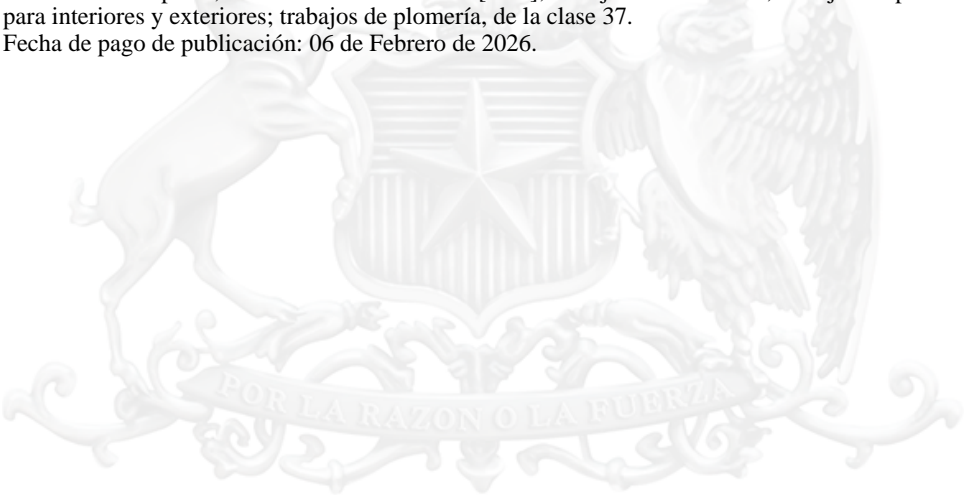 para interiores y exteriores; trabajos de plomería, de la clase 37.
Fecha de pago de publicación: 06 de Febrero de 2026.
POR LA RAZON O LA FUERZA